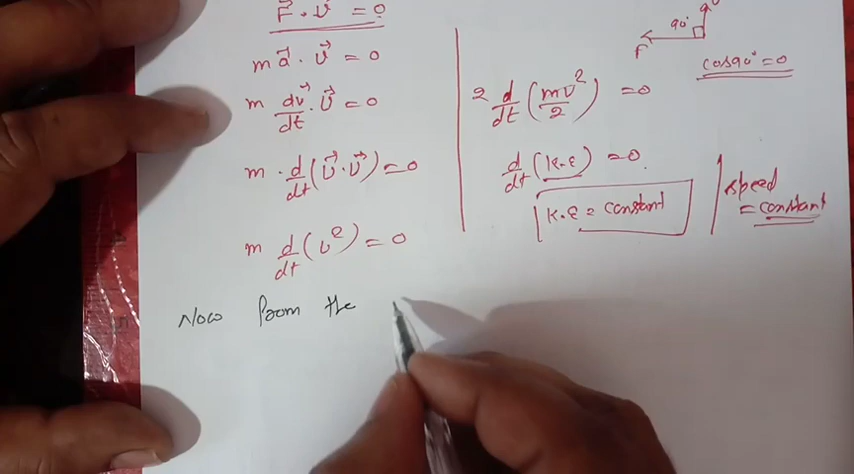 F⃗ · v⃗ = 0
m a⃗ · v⃗ = 0
m dv⃗/dt · v⃗ = 0
m · d/dt (v⃗ · v⃗) = 0
m d/dt (v²) = 0
Now from the
90°
F
cos90° = 0
2 d/dt (mv²/2) = 0
d/dt (K.E) = 0
K.E = constant
speed
= constant